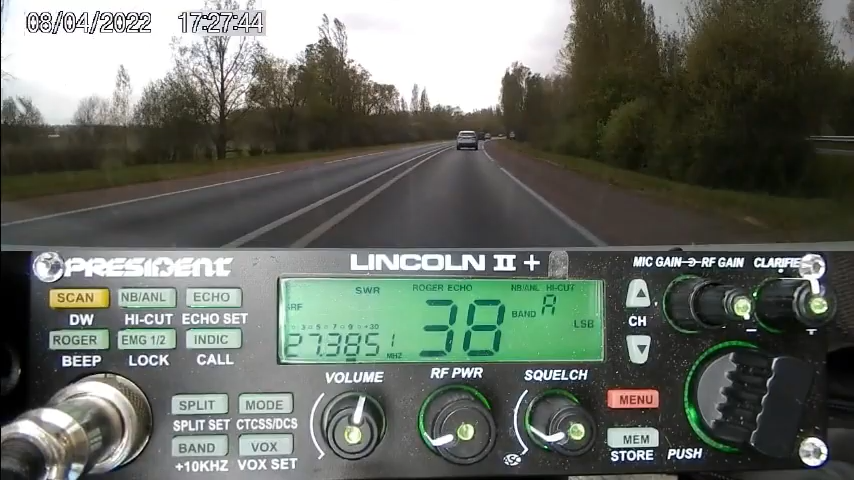 08/04/2022 17:27:44
PRESIDENT LINCOLN II + MIC GAIN RF GAIN CLARIFIER
SCAN NB/ANL ECHO
DW HI-CUT ECHO SET
ROGER EMG 1/2 INDIC
BEEP LOCK CALL
SPLIT MODE
SPLIT SET CTCSS/DCS
BAND VOX
+10KHZ VOX SET
SWR ROGER ECHO NB/ANL HI-CUT
38 BAND A
LSB
27.3851 MHZ
VOLUME RF PWR SQUELCH
ASC
CH
MENU
MEM
STORE PUSH